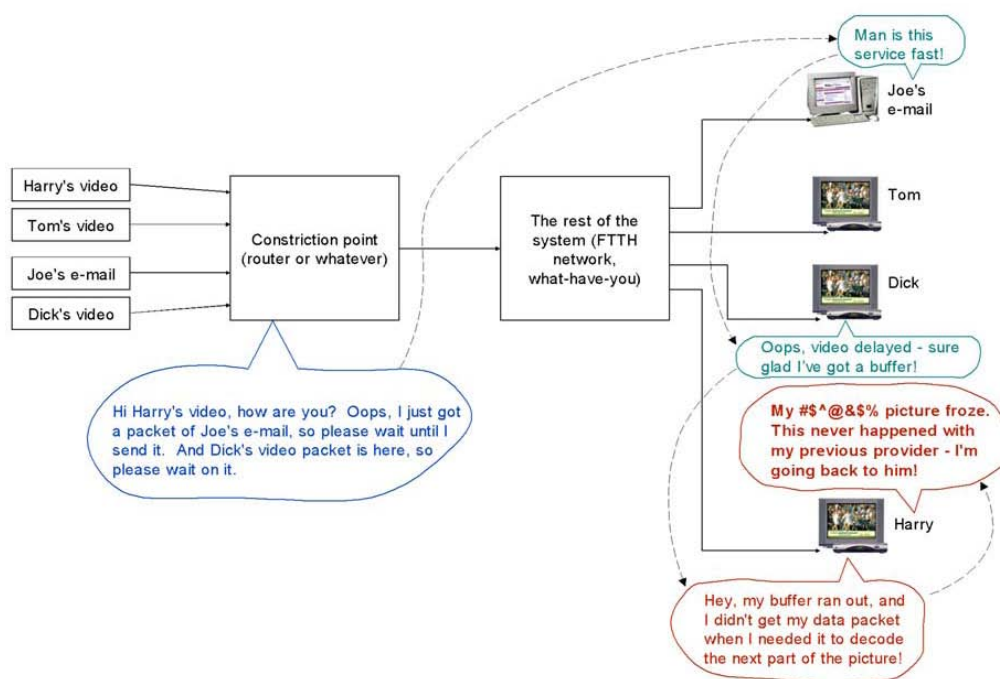 Man is this
service fast!
Joe's
e-mail
Harry's video
Tom's video
Joe's e-mail
Dick's video
Constriction point
(router or whatever)
The rest of the
system (FTTH
network,
what-have-you)
Tom
Dick
Oops, video delayed - sure
glad I've got a buffer!
Hi Harry's video, how are you?  Oops, I just got
a packet of Joe's e-mail, so please wait until I
send it.  And Dick's video packet is here, so
please wait on it.
My #$^@&$% picture froze.
This never happened with
my previous provider - I'm
going back to him!
Harry
Hey, my buffer ran out, and
I didn't get my data packet
when I needed it to decode
the next part of the picture!